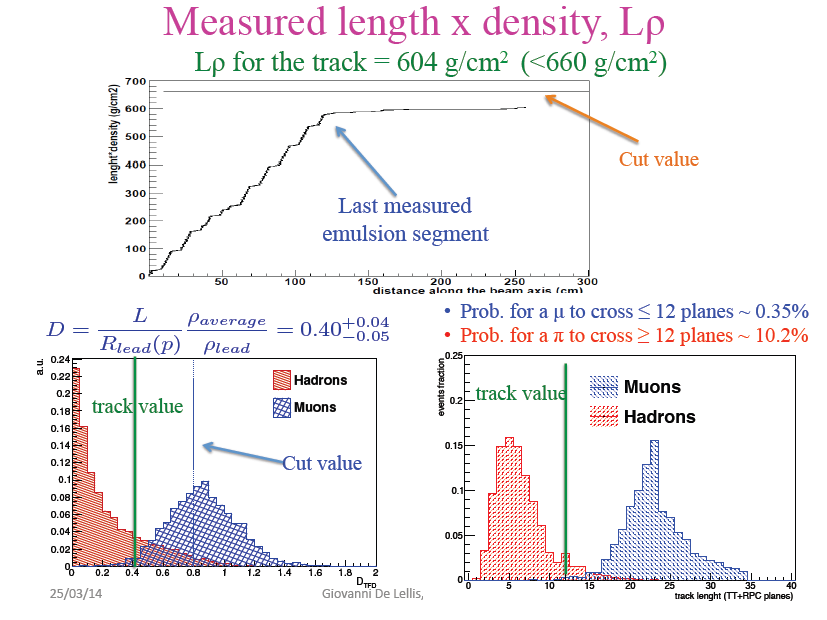 Measured length x density, Lρ
Lρ for the track = 604 g/cm² (<660 g/cm²)
lenght*density (g/cm2)
700
600
500
400
300
200
100
0
50
100
150
200
250
300
distance along the beam axis (cm)
Cut value
Last measured
emulsion segment
D = L / R_lead(p) ρ_average / ρ_lead = 0.40 +0.04 −0.05
• Prob. for a μ to cross ≤ 12 planes ~ 0.35%
• Prob. for a π to cross ≥ 12 planes ~ 10.2%
a.u.
0.24
0.22
0.2
0.18
0.16
0.14
0.12
0.1
0.08
0.06
0.04
0.02
0
0 0.2 0.4 0.6 0.8 1 1.2 1.4 1.6 1.8 2
D_TFD
Hadrons
Muons
track value
Cut value
events fraction
0.25
0.2
0.15
0.1
0.05
0
0 5 10 15 20 25 30 35 40
track lenght (TT+RPC planes)
track value
Muons
Hadrons
25/03/14
Giovanni De Lellis,